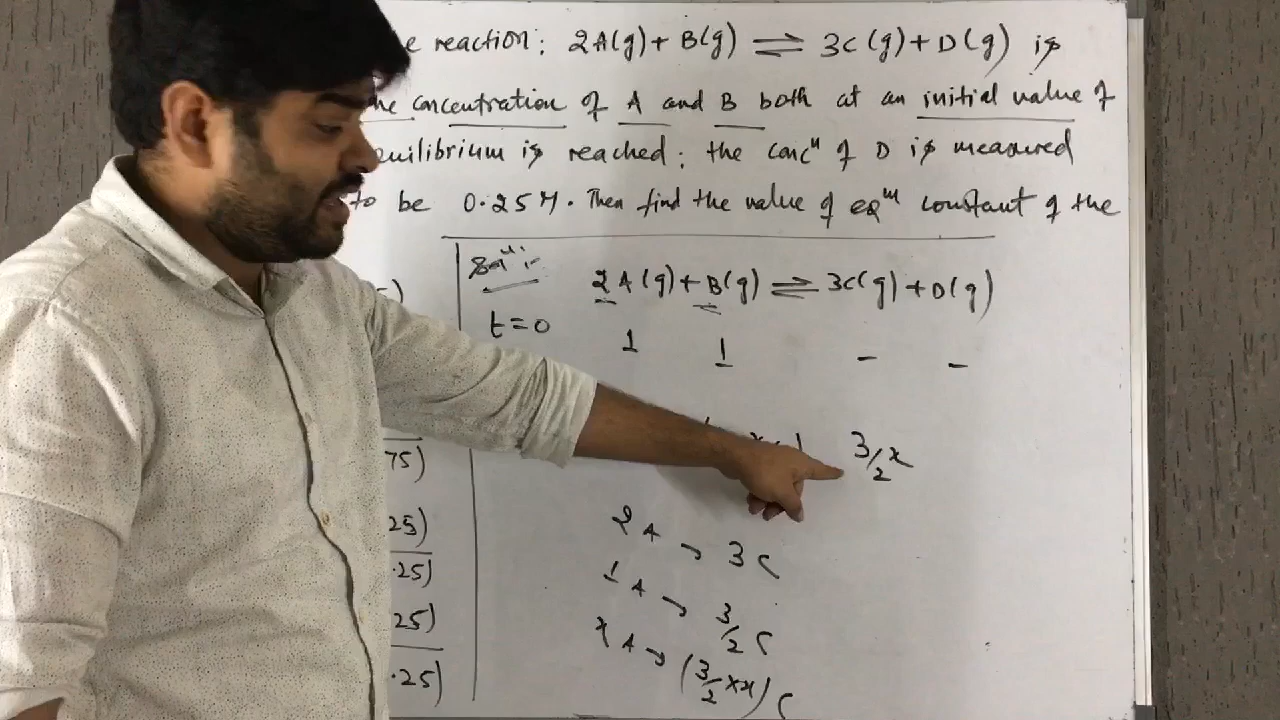 e reaction; 2A(g) + B(g) ⇌ 3C(g) + D(g) is
he concentration of A and B both at an initial value of
uilibrium is reached; the concⁿ of D is measured
to be 0.25 M. Then find the value of eqᵐ constant of the
Solⁿ:-
2A(g) + B(g) ⇌ 3C(g) + D(g)
t=0 1 1 - -
75) 3/2 x
25) 2A → 3C
.25) 1A → 3/2 C
25) x A → (3/2 × x) C
.25)